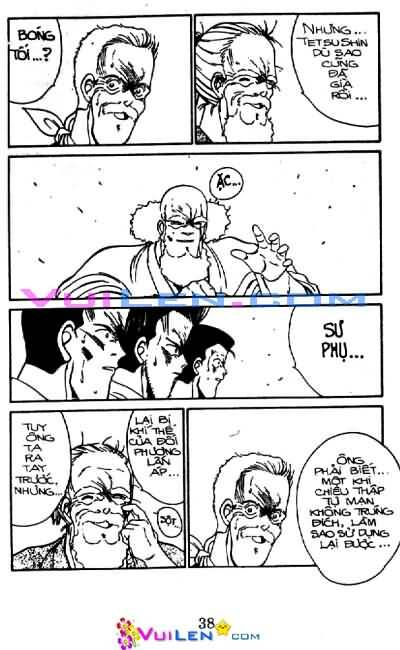 BÓNG
TỐI...?
NHƯNG...
TETSUSHIN
DÙ SAO
CŨNG
ĐÃ
GIÀ
RỒI...
ẶC...
VUILEN.COM
SƯ
PHỤ...
TUY
ÔNG
TA
RA
TAY
TRƯỚC
NHƯNG...
LẠI BỊ
KHÍ THẾ
CỦA ĐỐI
PHƯƠNG
LẤN
ÁP...
ÔNG
PHẢI BIẾT...
MỘT KHI
CHIÊU THẬP
TỰ MẠN
KHÔNG TRÚNG
ĐÍCH, LÀM
SAO SỬ DỤNG
LẠI ĐƯỢC...
38
VUILEN.COM